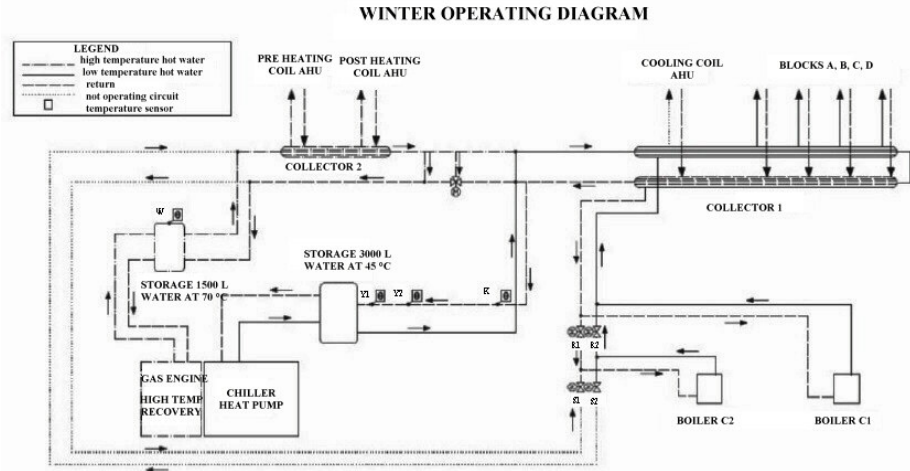 WINTER OPERATING DIAGRAM
LEGEND
high temperature hot water
low temperature hot water
return
not operating circuit
temperature sensor
PRE HEATING
COIL AHU
POST HEATING
COIL AHU
COOLING COIL
AHU
BLOCKS A, B, C, D
COLLECTOR 2
COLLECTOR 1
W
STORAGE 1500 L
WATER AT 70 °C
STORAGE 3000 L
WATER AT 45 °C
Y1
Y2
K
R1
R2
S1
S2
GAS ENGINE
HIGH TEMP
RECOVERY
CHILLER
HEAT PUMP
BOILER C2
BOILER C1